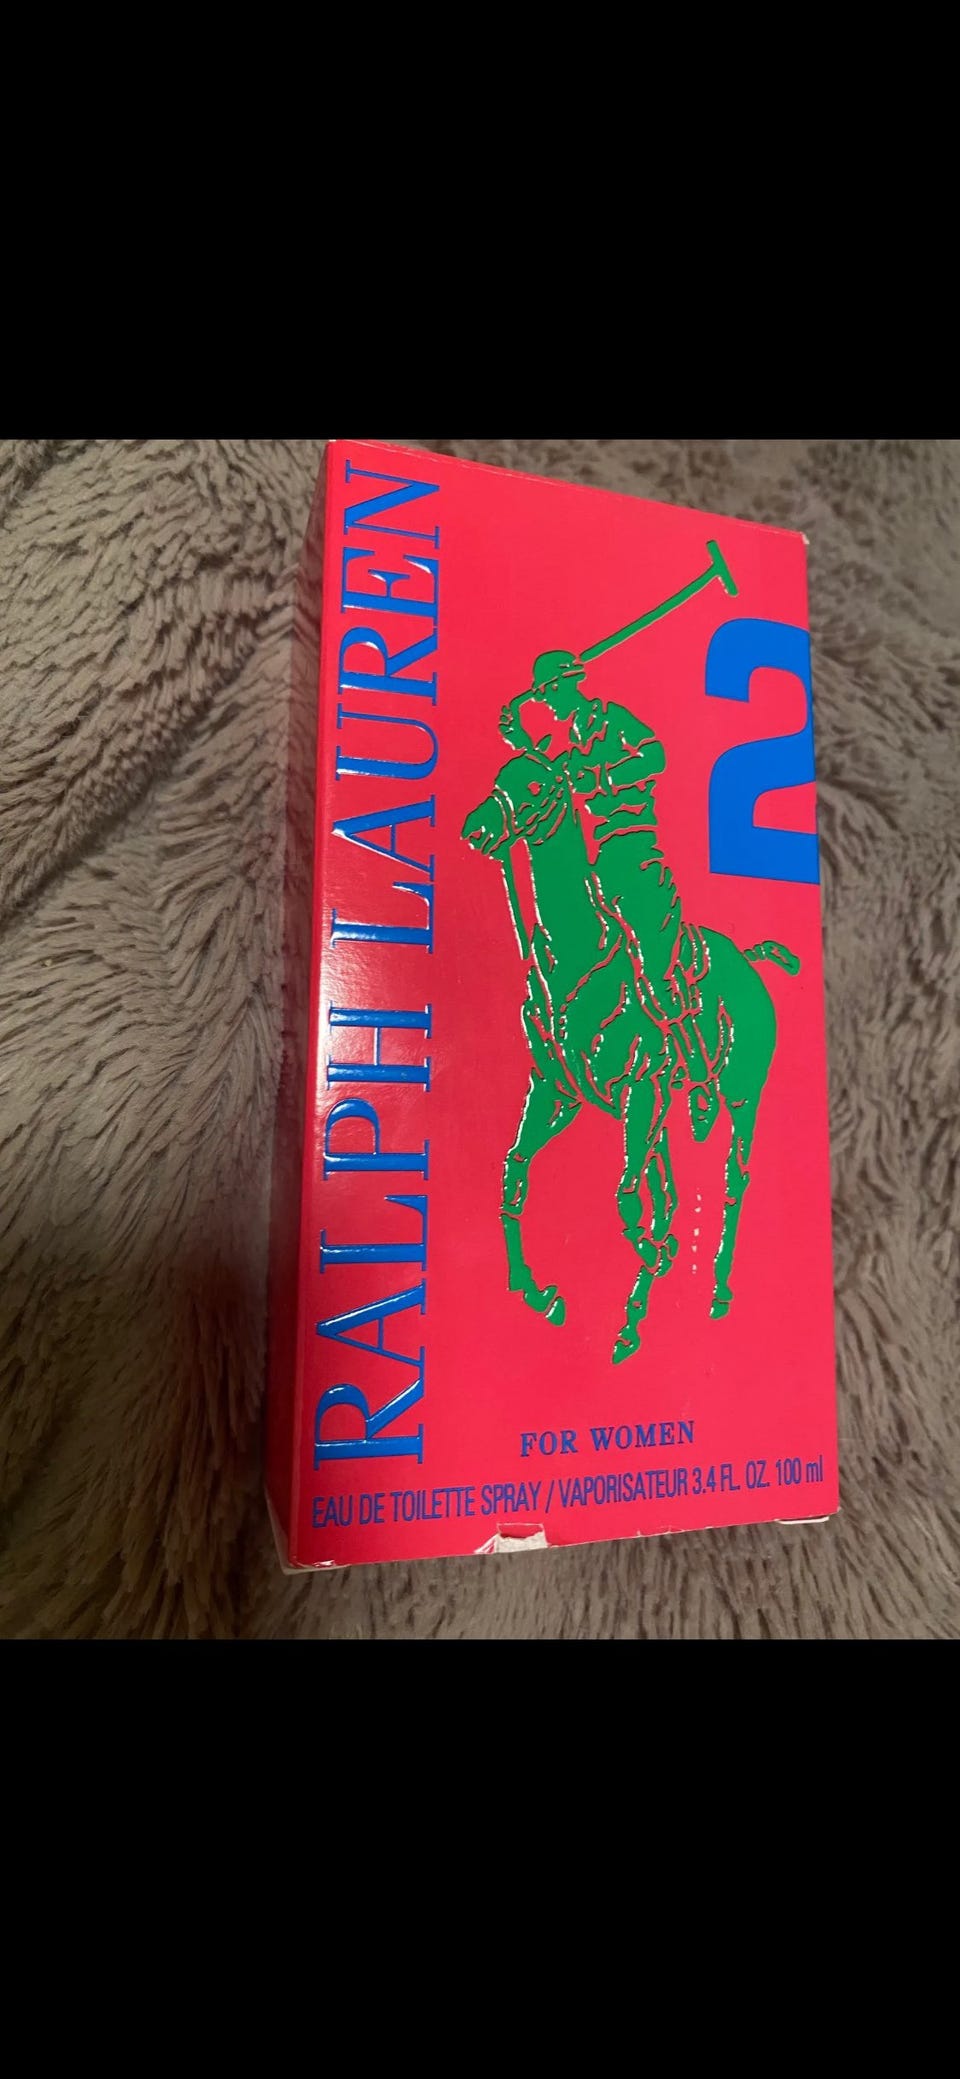 RALPH LAUREN
2
FOR WOMEN
EAU DE TOILETTE SPRAY / VAPORISATEUR 3.4 FL. OZ. 100 ml